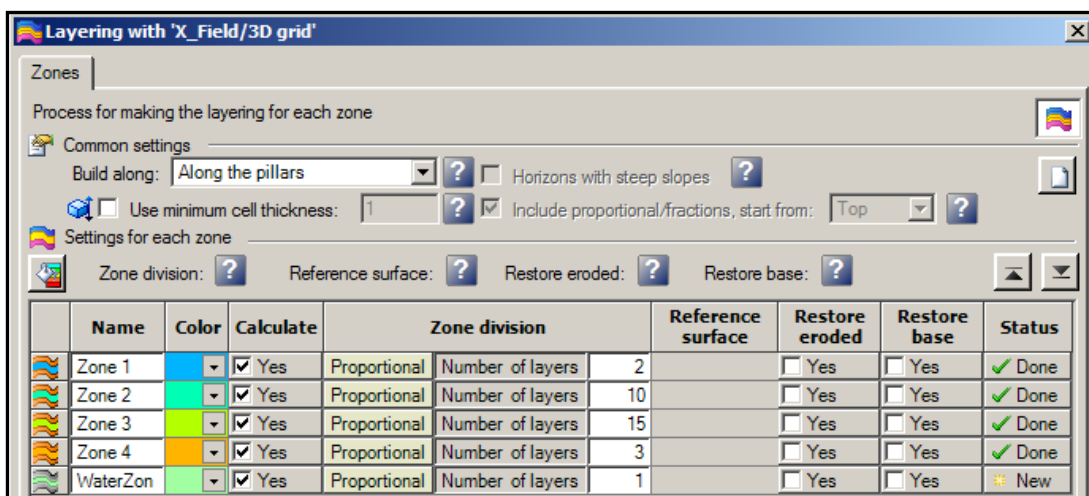 Layering with 'X_Field/3D grid'
Zones
Process for making the layering for each zone
Common settings
Build along: Along the pillars ? Horizons with steep slopes ?
Use minimum cell thickness: 1 ? Include proportional/fractions, start from: Top ?
Settings for each zone
Zone division: ? Reference surface: ? Restore eroded: ? Restore base: ?
Name Color Calculate Zone division Reference surface Restore eroded Restore base Status
Zone 1 Yes Proportional Number of layers 2 Yes Yes Done
Zone 2 Yes Proportional Number of layers 10 Yes Yes Done
Zone 3 Yes Proportional Number of layers 15 Yes Yes Done
Zone 4 Yes Proportional Number of layers 3 Yes Yes Done
WaterZon Yes Proportional Number of layers 1 Yes Yes New